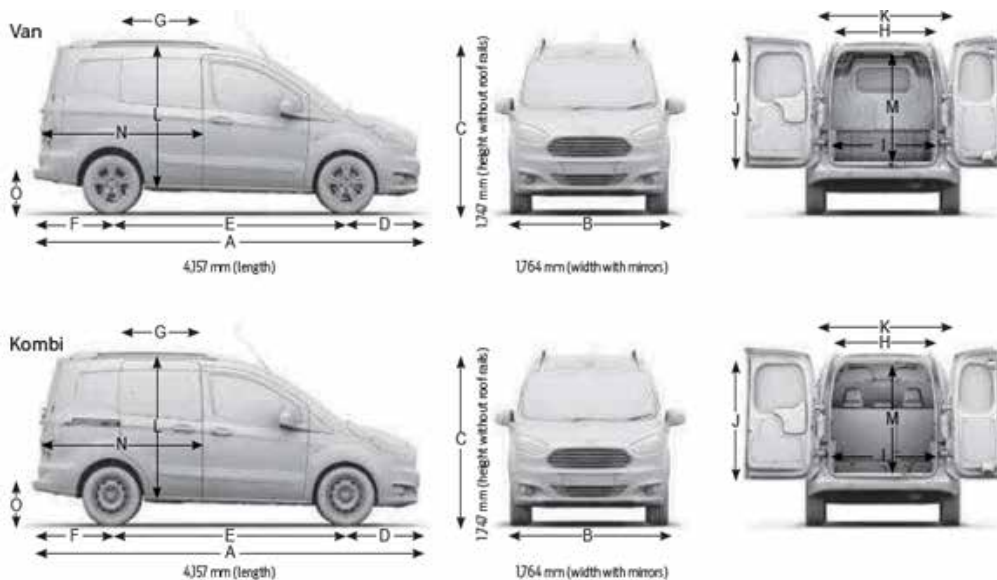 Van
G
K
H
L
N
C
1,747 mm (height without roof rails)
J
M
I
O
F
E
D
A
B
4,157 mm (length)
1,764 mm (width with mirrors)
Kombi
G
K
H
L
N
C
1,747 mm (height without roof rails)
J
M
I
O
F
E
D
A
B
4,157 mm (length)
1,764 mm (width with mirrors)